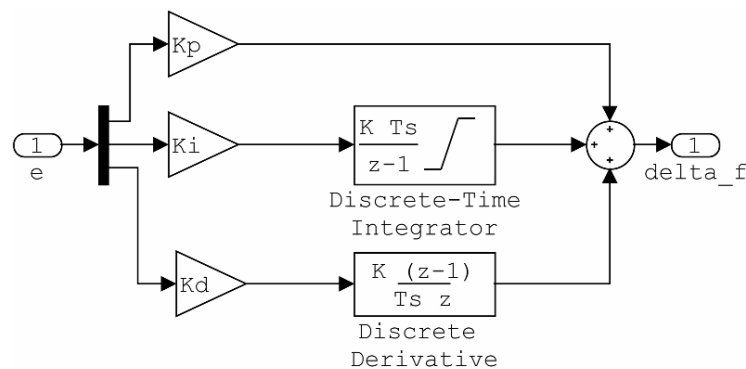 Kp
1
e
Ki
K Ts
z-1
Discrete-Time
Integrator
+
+
+
1
delta_f
Kd
K (z-1)
Ts z
Discrete
Derivative